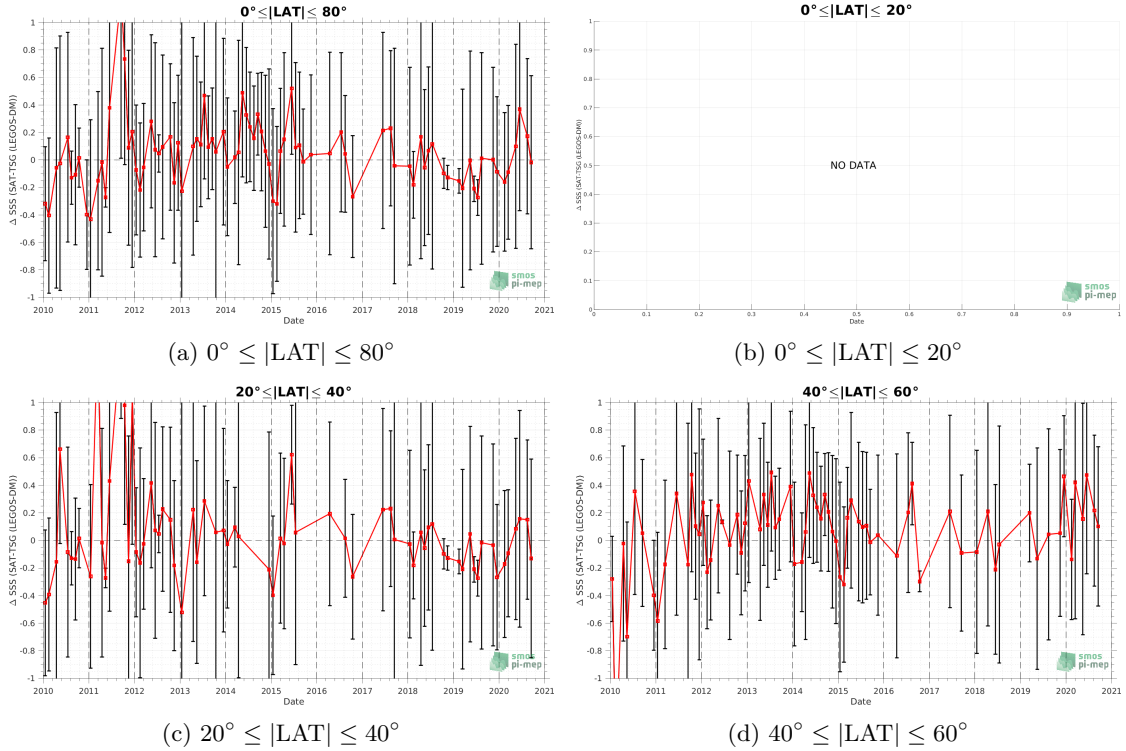 0°≤|LAT|≤ 80°
Δ SSS (SAT-TSG (LEGOS-DM))
1
0.8
0.6
0.4
0.2
0
-0.2
-0.4
-0.6
-0.8
-1
2010 2011 2012 2013 2014 2015 2016 2017 2018 2019 2020 2021
Date
smos
pi-mep
(a) 0° ≤ |LAT| ≤ 80°
0°≤|LAT|≤ 20°
Δ SSS (SAT-TSG (LEGOS-DM))
1
0.9
0.8
0.7
0.6
0.5
0.4
0.3
0.2
0.1
0
NO DATA
0 0.1 0.2 0.3 0.4 0.5 0.6 0.7 0.8 0.9 1
Date
smos
pi-mep
(b) 0° ≤ |LAT| ≤ 20°
20°≤|LAT|≤ 40°
Δ SSS (SAT-TSG (LEGOS-DM))
1
0.8
0.6
0.4
0.2
0
-0.2
-0.4
-0.6
-0.8
-1
2010 2011 2012 2013 2014 2015 2016 2017 2018 2019 2020 2021
Date
smos
pi-mep
(c) 20° ≤ |LAT| ≤ 40°
40°≤|LAT|≤ 60°
Δ SSS (SAT-TSG (LEGOS-DM))
1
0.8
0.6
0.4
0.2
0
-0.2
-0.4
-0.6
-0.8
-1
2010 2011 2012 2013 2014 2015 2016 2017 2018 2019 2020 2021
Date
smos
pi-mep
(d) 40° ≤ |LAT| ≤ 60°